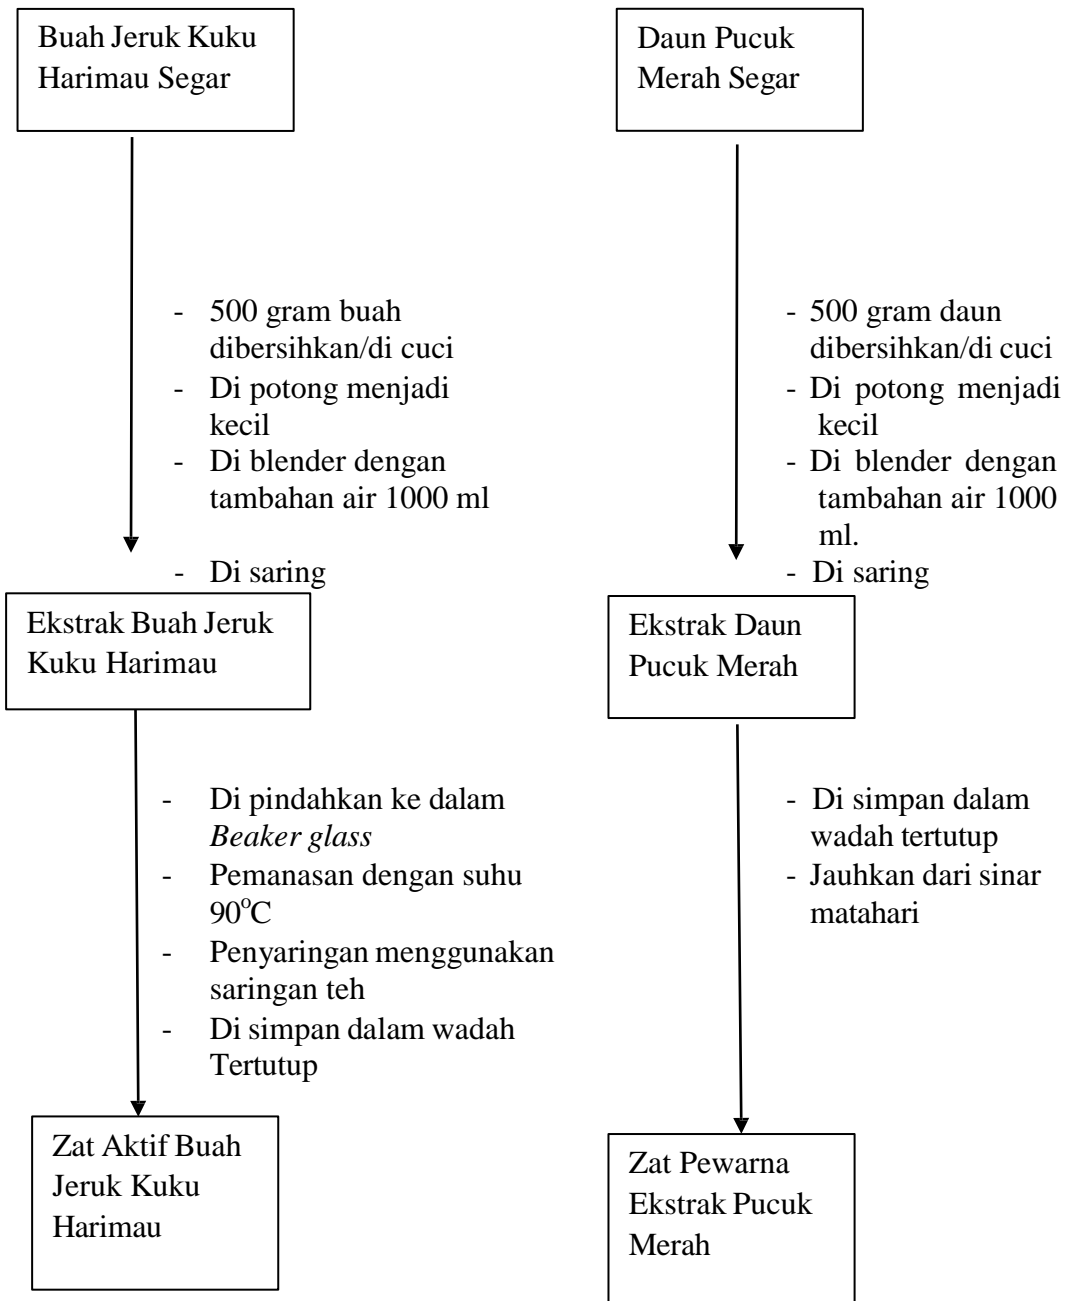 Buah Jeruk Kuku
Harimau Segar
- 500 gram buah
dibersihkan/di cuci
- Di potong menjadi
kecil
- Di blender dengan
tambahan air 1000 ml
- Di saring
Ekstrak Buah Jeruk
Kuku Harimau
- Di pindahkan ke dalam
Beaker glass
- Pemanasan dengan suhu
90°C
- Penyaringan menggunakan
saringan teh
- Di simpan dalam wadah
Tertutup
Zat Aktif Buah
Jeruk Kuku
Harimau
Daun Pucuk
Merah Segar
- 500 gram daun
dibersihkan/di cuci
- Di potong menjadi
kecil
- Di blender dengan
tambahan air 1000
ml.
- Di saring
Ekstrak Daun
Pucuk Merah
- Di simpan dalam
wadah tertutup
- Jauhkan dari sinar
matahari
Zat Pewarna
Ekstrak Pucuk
Merah